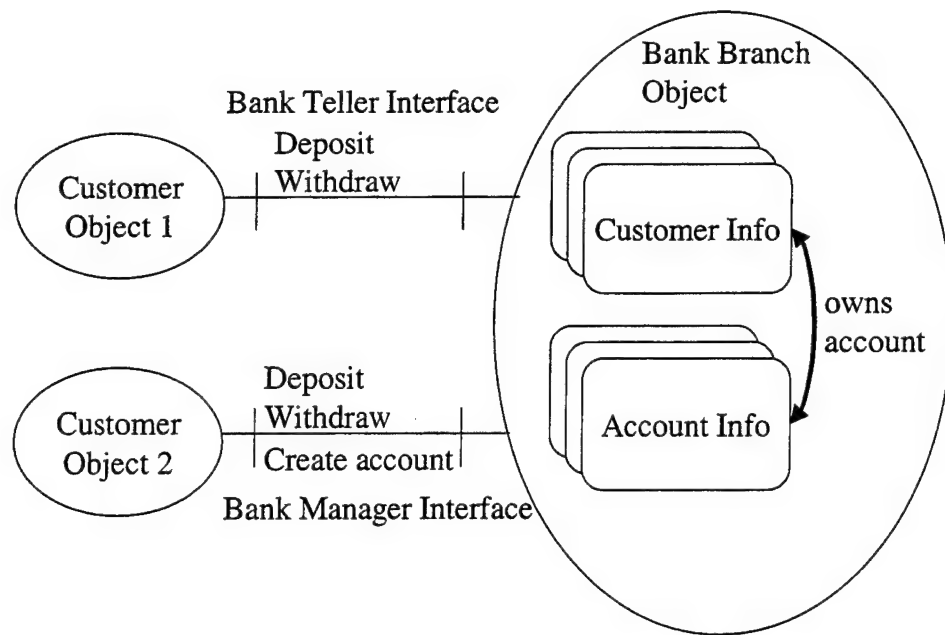 Bank Branch
Object
Bank Teller Interface
Deposit
Withdraw
Customer
Object 1
Customer Info
owns
account
Deposit
Withdraw
Create account
Customer
Object 2
Account Info
Bank Manager Interface